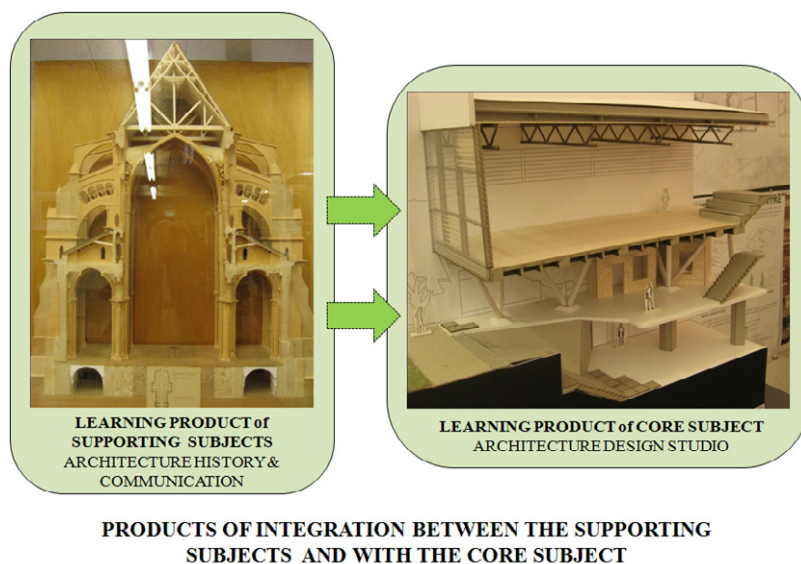 LEARNING PRODUCT of
SUPPORTING SUBJECTS
ARCHITECTURE HISTORY &
COMMUNICATION
LEARNING PRODUCT of CORE SUBJECT
ARCHITECTURE DESIGN STUDIO
PRODUCTS OF INTEGRATION BETWEEN THE SUPPORTING
SUBJECTS AND WITH THE CORE SUBJECT